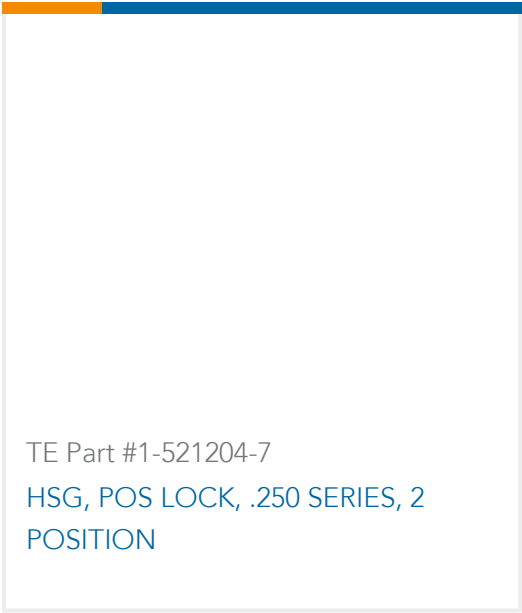 TE Part #1-521204-7
HSG, POS LOCK, .250 SERIES, 2
POSITION